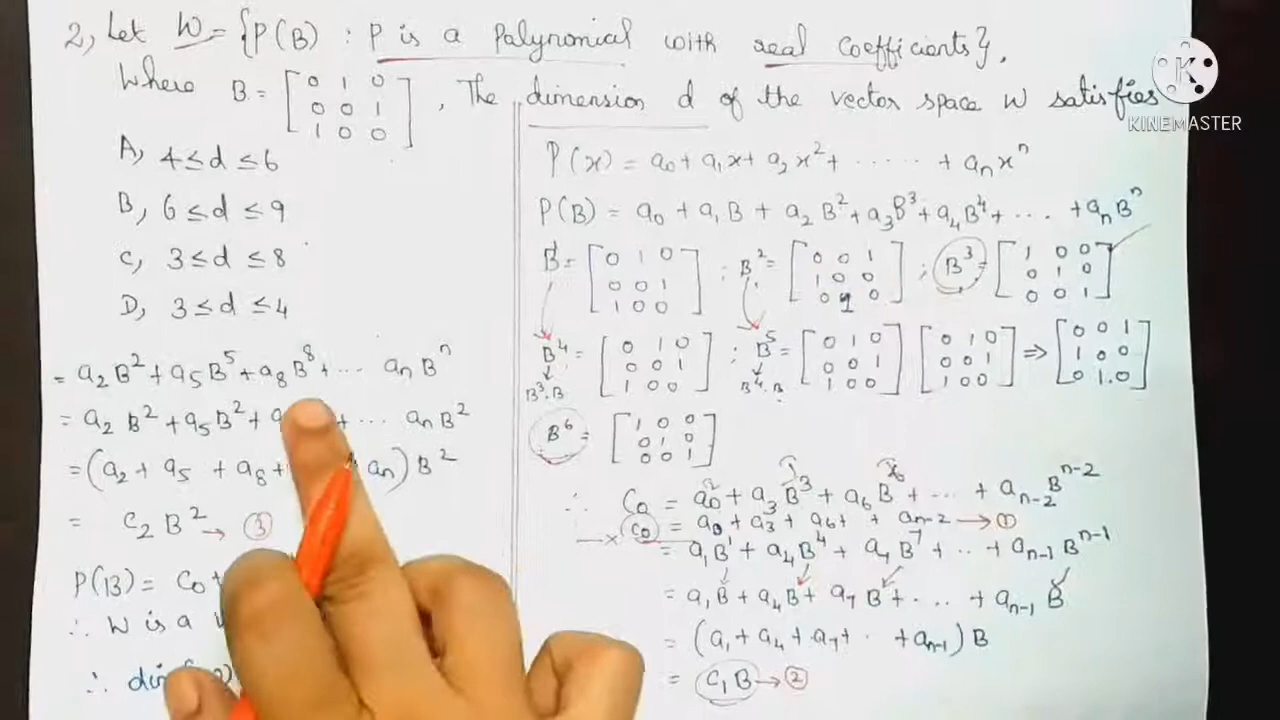 2, Let W = {P(B) : P is a Palynomial with real coefficients},
Where B = [0 1 0
0 0 1
1 0 0], The dimension d of the vector space W satisfies
A, 4 ≤ d ≤ 6
B, 6 ≤ d ≤ 9
C, 3 ≤ d ≤ 8
D, 3 ≤ d ≤ 4
= a₂B² + a₅B⁵ + a₈B⁸ + ... aₙBⁿ
= a₂ B² + a₅B² + + ... aₙB²
= (a₂ + a₅ + a₈ + aₙ) B²
= C₂ B² → ③
P(B) = C₀ +
∴ W is a
∴
P(x) = a₀ + a₁x + a₂x² + ...... + aₙxⁿ
P(B) = a₀ + a₁B + a₂B² + a₃B³ + a₄B⁴ + ... + aₙBⁿ
B = [0 1 0
0 0 1
1 0 0] ; B² = [0 0 1
1 0 0
0 1 0] ; B³ = [1 0 0
0 1 0
0 0 1]
B⁴ = [0 1 0
0 0 1
1 0 0] ; B⁵ = [0 1 0
0 0 1
1 0 0] [0 1 0
0 0 1
1 0 0] ⇒ [0 0 1
1 0 0
0 1 0]
B³.B B⁴.B
B⁶ = [1 0 0
0 1 0
0 0 1]
∴ C₀ = a₀ + a₃B³ + a₆B⁶ + ... + aₙ₋₂Bⁿ⁻²
C₀ = a₀ + a₃ + a₆ + + aₙ₋₂ → ①
= a₁B¹ + a₄B⁴ + a₇B⁷ + .. + aₙ₋₁Bⁿ⁻¹
= a₁B + a₄B + a₇B + ... + aₙ₋₁B
= (a₁ + a₄ + a₇ + . + aₙ₋₁) B
= C₁B → ②
K
KINEMASTER